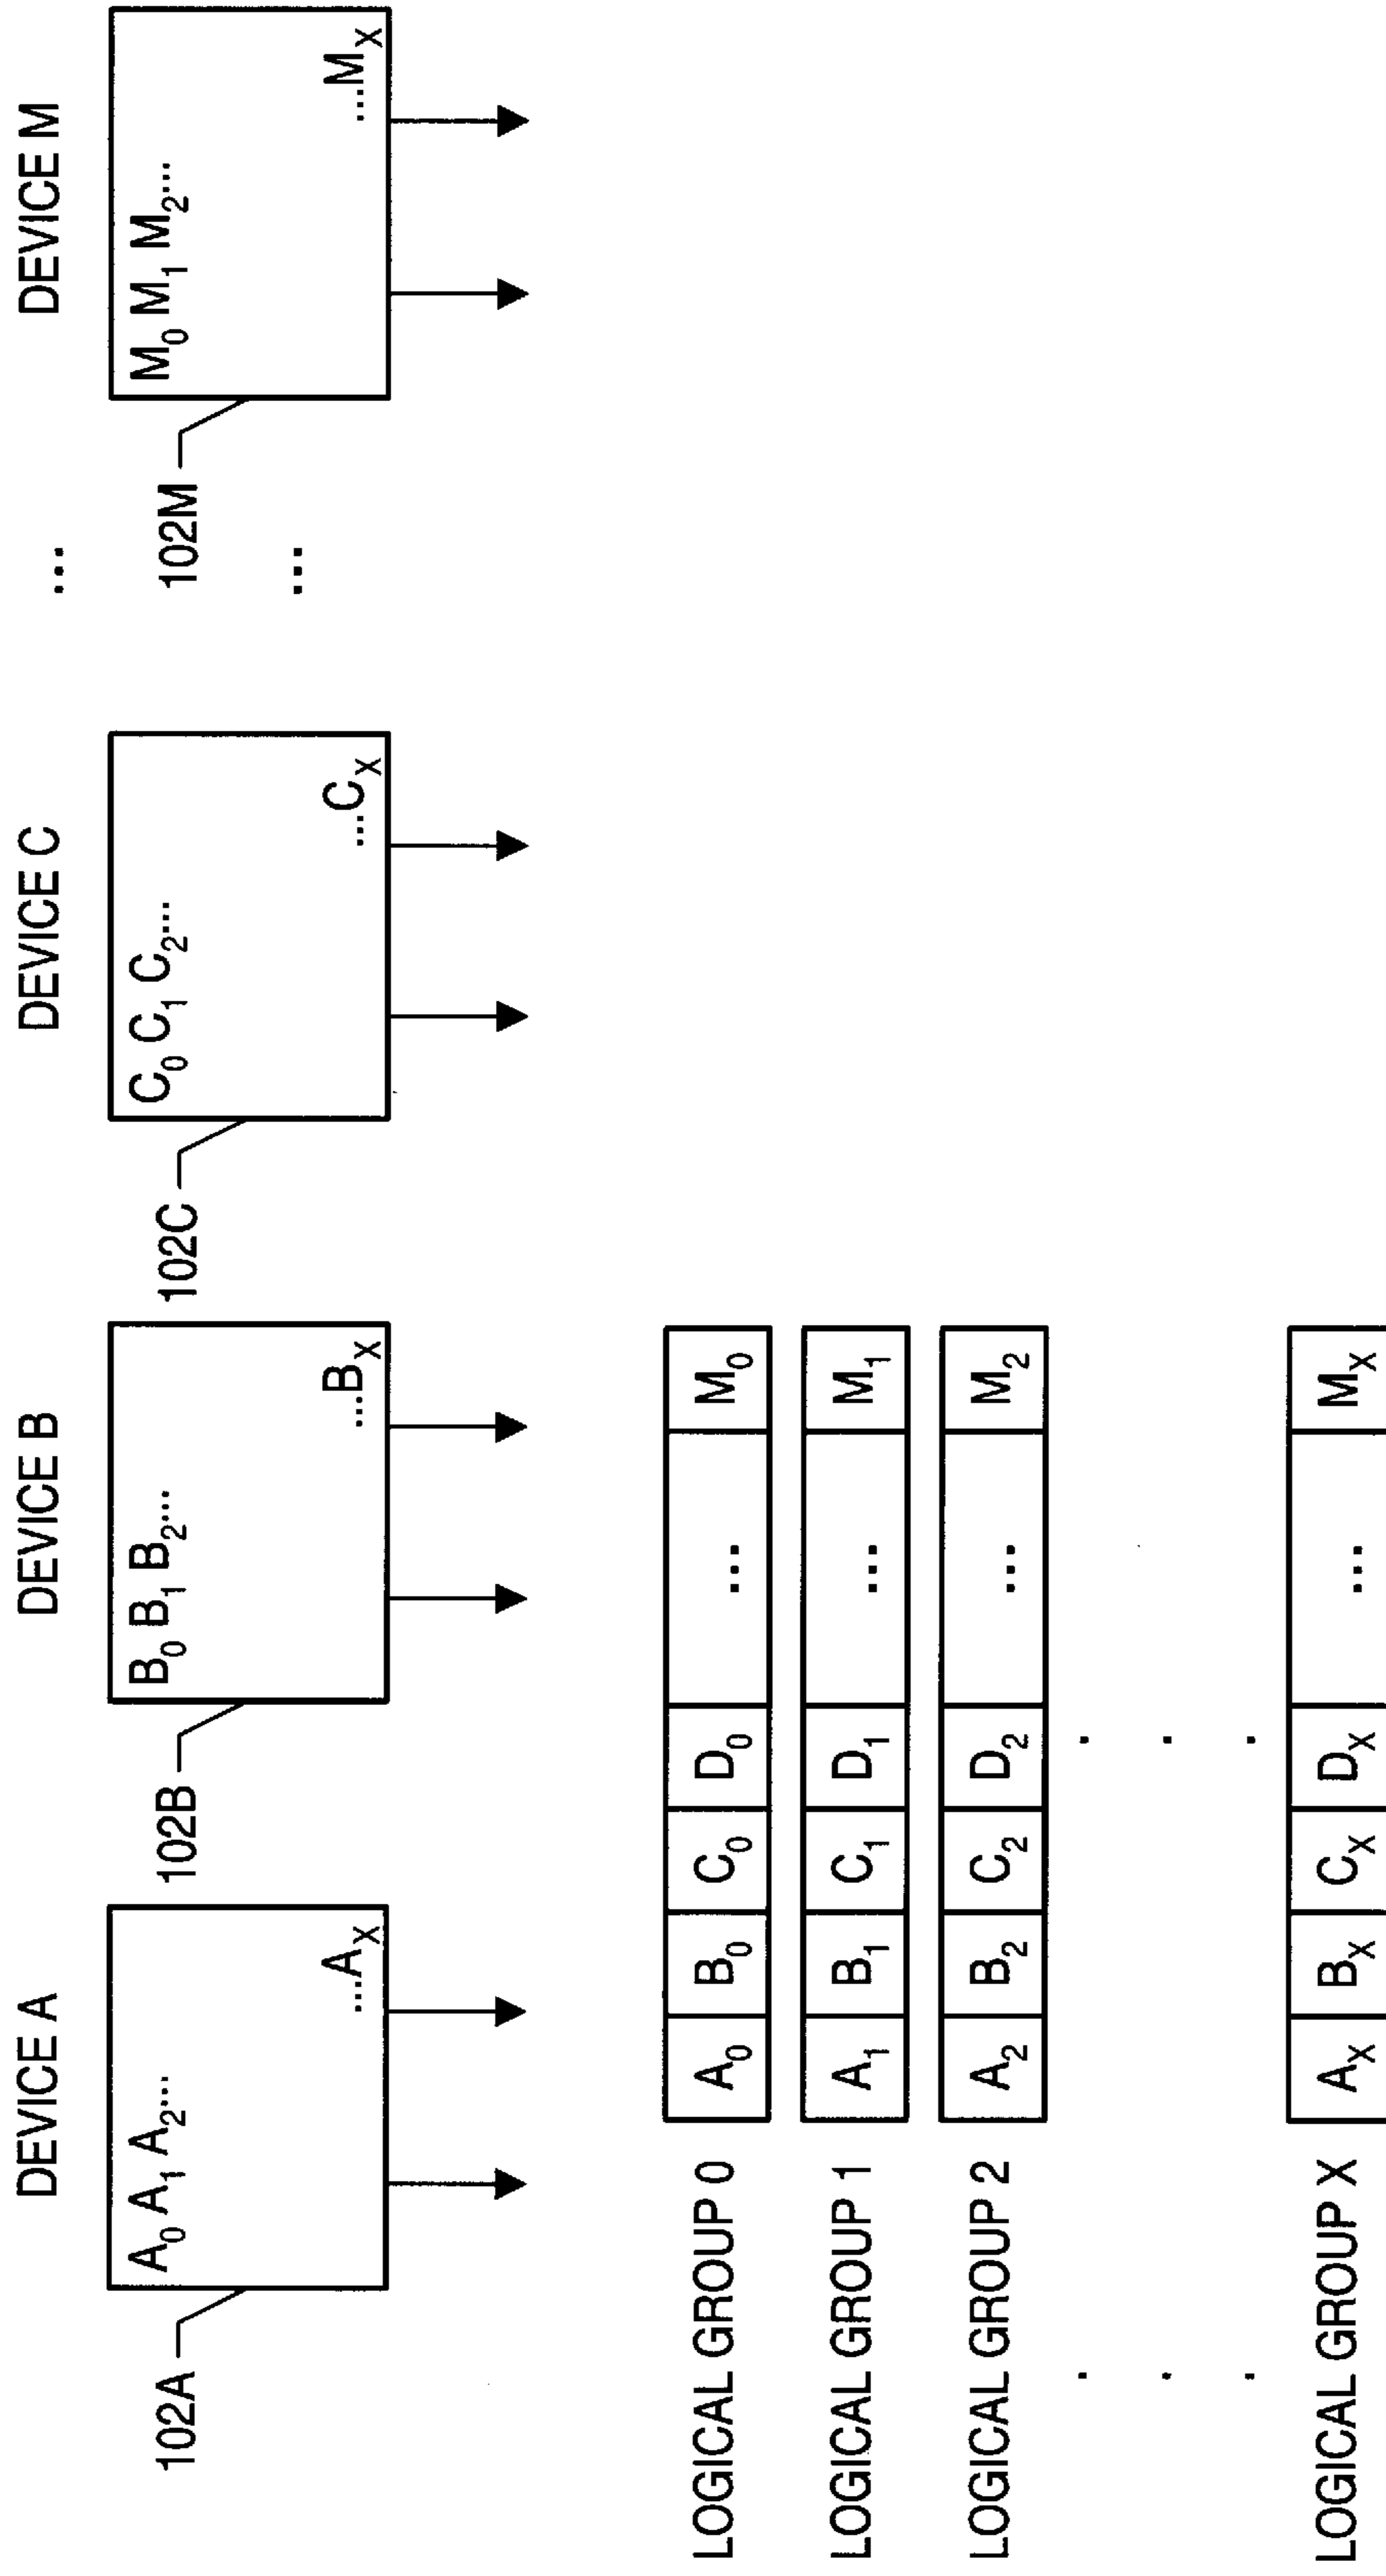 DEVICE A DEVICE B DEVICE C ... DEVICE M
A₀ A₁ A₂... B₀ B₁ B₂... C₀ C₁ C₂... M₀ M₁ M₂...
102A 102B 102C 102M
...
...Aₓ ...Bₓ ...Cₓ ...Mₓ
LOGICAL GROUP 0 A₀ B₀ C₀ D₀ ... M₀
LOGICAL GROUP 1 A₁ B₁ C₁ D₁ ... M₁
LOGICAL GROUP 2 A₂ B₂ C₂ D₂ ... M₂
LOGICAL GROUP X Aₓ Bₓ Cₓ Dₓ ... Mₓ